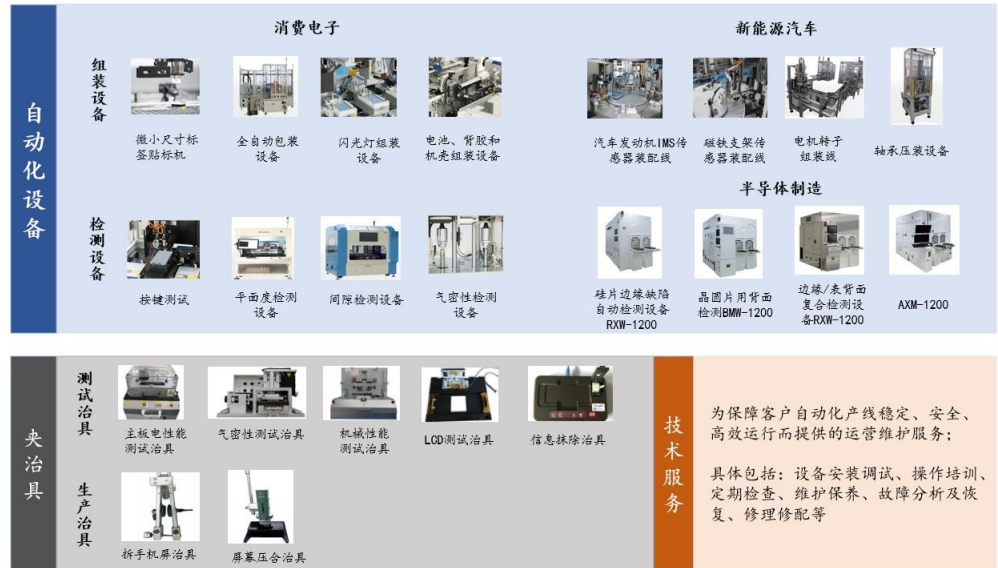 自动化设备
消费电子
新能源汽车
组装设备
微小尺寸标
签贴标机
全自动包装
设备
闪光灯组装
设备
电池、背胶和
机壳组装设备
汽车发动机IMS传
感器装配线
磁铁支架传
感器装配线
电机转子
组装线
轴承压装设备
半导体制造
检测设备
按键测试
平面度检测
设备
间隙检测设备
气密性检测
设备
硅片边缘缺陷
自动检测设备
RXW-1200
晶圆片用背面
检测BMW-1200
边缘/表背面
复合检测设
备RXW-1200
AXM-1200
夹治具
测试治具
主板电性能
测试治具
气密性测试治具
机械性能
测试治具
LCD测试治具
信息抹除治具
生产治具
拆手机屏治具
屏幕压合治具
技术服务
为保障客户自动化产线稳定、安全、
高效运行而提供的运营维护服务；
具体包括：设备安装调试、操作培训、
定期检查、维护保养、故障分析及恢
复、修理修配等